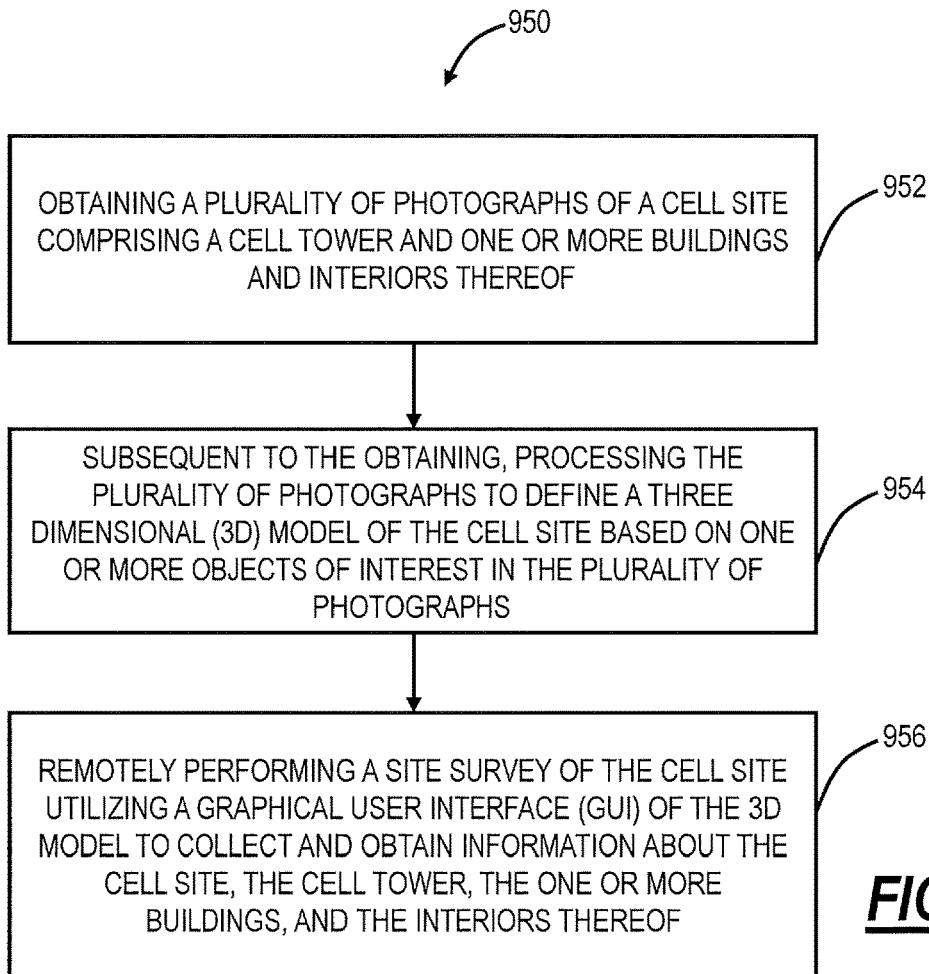 950
OBTAINING A PLURALITY OF PHOTOGRAPHS OF A CELL SITE
COMPRISING A CELL TOWER AND ONE OR MORE BUILDINGS
AND INTERIORS THEREOF
952
SUBSEQUENT TO THE OBTAINING, PROCESSING THE
PLURALITY OF PHOTOGRAPHS TO DEFINE A THREE
DIMENSIONAL (3D) MODEL OF THE CELL SITE BASED ON ONE
OR MORE OBJECTS OF INTEREST IN THE PLURALITY OF
PHOTOGRAPHS
954
REMOTELY PERFORMING A SITE SURVEY OF THE CELL SITE
UTILIZING A GRAPHICAL USER INTERFACE (GUI) OF THE 3D
MODEL TO COLLECT AND OBTAIN INFORMATION ABOUT THE
CELL SITE, THE CELL TOWER, THE ONE OR MORE
BUILDINGS, AND THE INTERIORS THEREOF
956
FIG